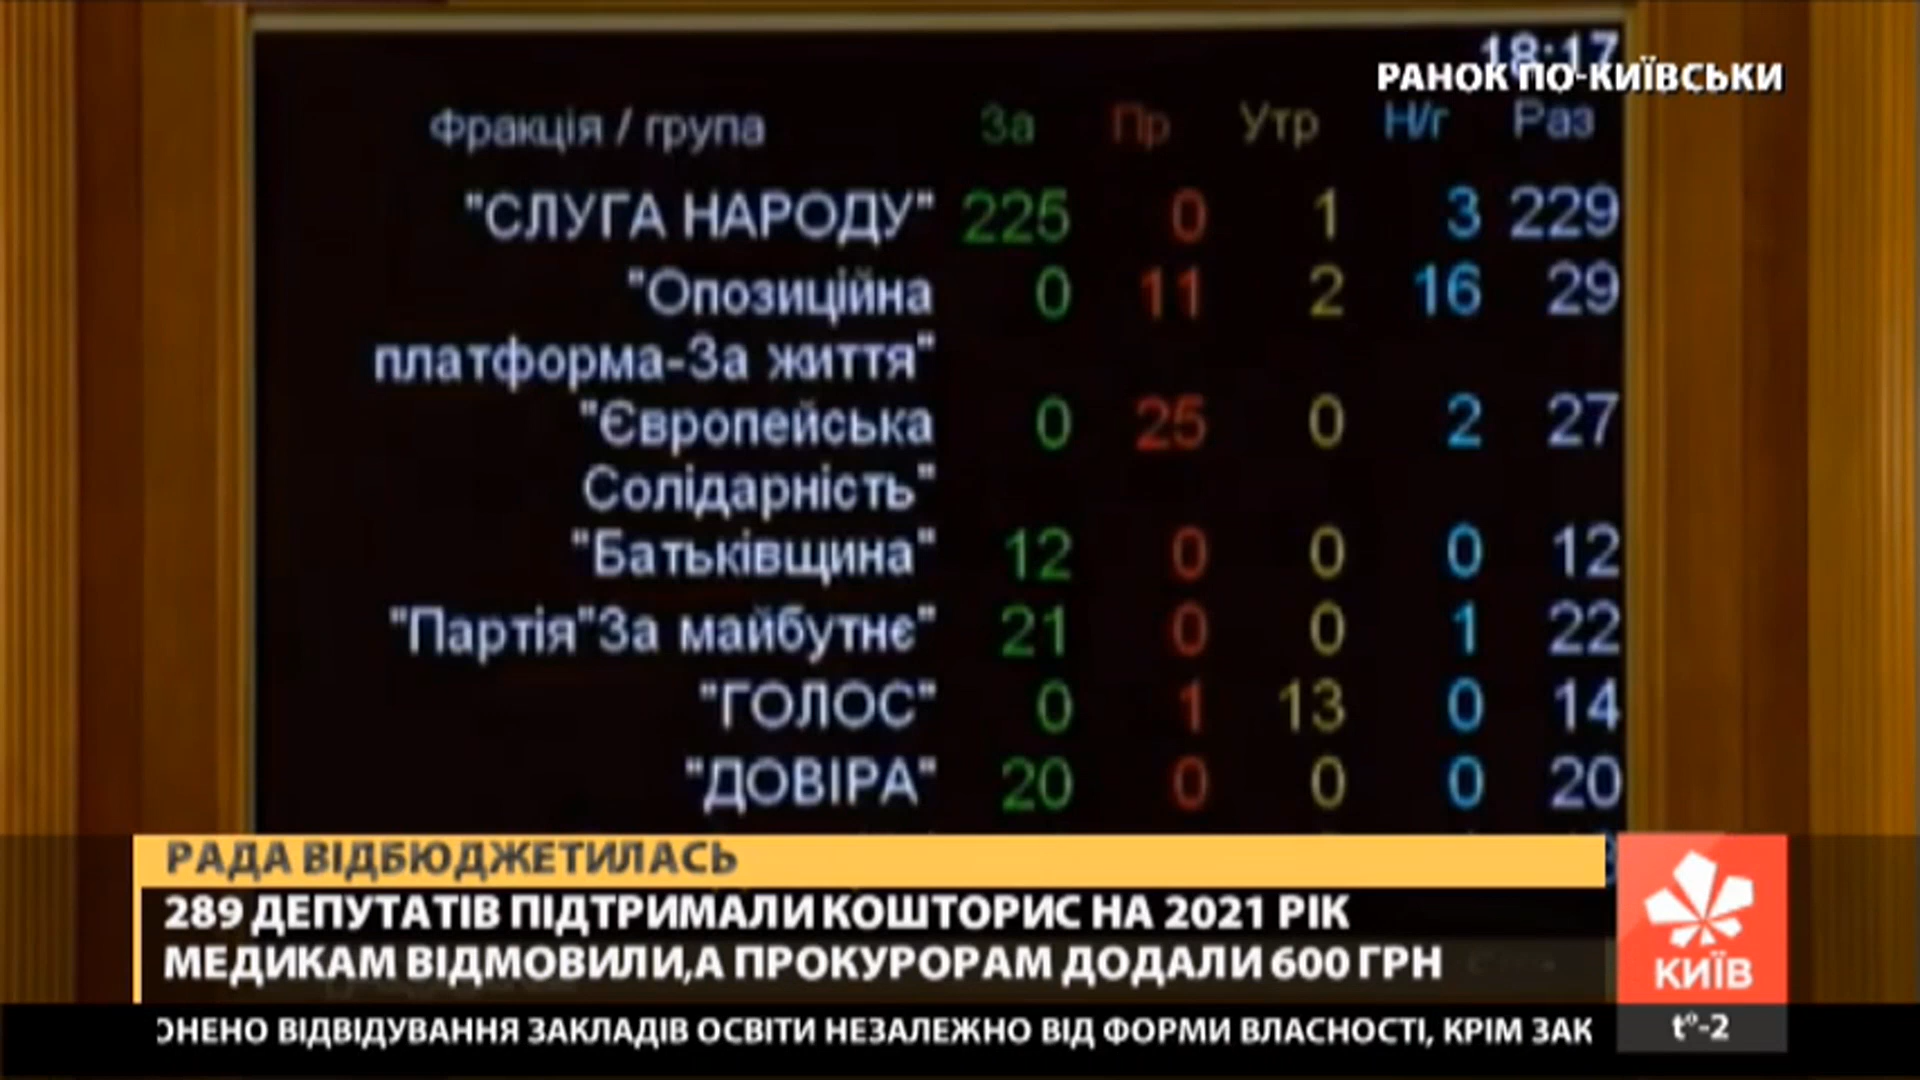 18:17
РАНОК ПО-КИЇВСЬКИ
Фракція / група За Пр Утр Н/г Раз
"СЛУГА НАРОДУ" 225 0 1 3 229
"Опозиційна 0 11 2 16 29
платформа-За життя"
"Європейська 0 25 0 2 27
Солідарність"
"Батьківщина" 12 0 0 0 12
"Партія"За майбутнє" 21 0 0 1 22
"ГОЛОС" 0 1 13 0 14
"ДОВІРА" 20 0 0 0 20
РАДА ВІДБЮДЖЕТИЛАСЬ
289 ДЕПУТАТІВ ПІДТРИМАЛИ КОШТОРИС НА 2021 РІК
МЕДИКАМ ВІДМОВИЛИ,А ПРОКУРОРАМ ДОДАЛИ 600 ГРН
КИЇВ
ОНЕНО ВІДВІДУВАННЯ ЗАКЛАДІВ ОСВІТИ НЕЗАЛЕЖНО ВІД ФОРМИ ВЛАСНОСТІ, КРІМ ЗАК
t°-2